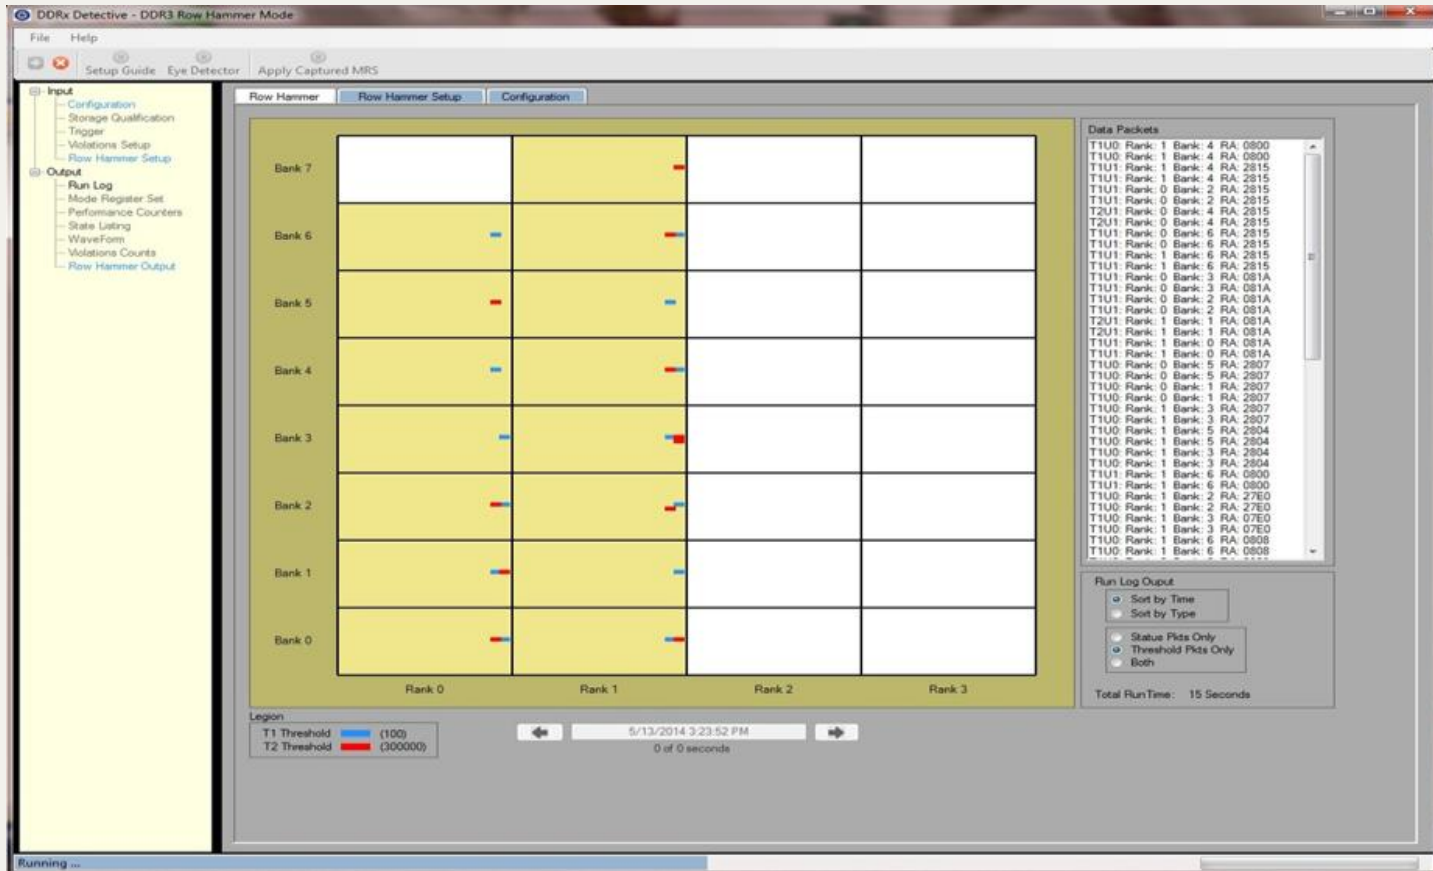 DDRx Detective - DDR3 Row Hammer Mode
File Help
Setup Guide Eye Detector Apply Captured MRS
Input
Configuration
Storage Qualification
Trigger
Violations Setup
Row Hammer Setup
Output
Run Log
Mode Register Set
Performance Counters
State Listing
WaveForm
Violations Counts
Row Hammer Output
Row Hammer Row Hammer Setup Configuration
Bank 7
Bank 6
Bank 5
Bank 4
Bank 3
Bank 2
Bank 1
Bank 0
Rank 0 Rank 1 Rank 2 Rank 3
Data Packets
T1U0: Rank: 1 Bank: 4 RA: 0800
T1U0: Rank: 1 Bank: 4 RA: 0800
T1U1: Rank: 1 Bank: 4 RA: 2815
T1U1: Rank: 1 Bank: 4 RA: 2815
T1U1: Rank: 0 Bank: 2 RA: 2815
T1U1: Rank: 0 Bank: 2 RA: 2815
T2U1: Rank: 0 Bank: 4 RA: 2815
T2U1: Rank: 0 Bank: 4 RA: 2815
T1U1: Rank: 0 Bank: 6 RA: 2815
T1U1: Rank: 0 Bank: 6 RA: 2815
T1U1: Rank: 1 Bank: 6 RA: 2815
T1U1: Rank: 1 Bank: 6 RA: 2815
T1U1: Rank: 0 Bank: 3 RA: 081A
T1U1: Rank: 0 Bank: 3 RA: 081A
T1U1: Rank: 0 Bank: 2 RA: 081A
T1U1: Rank: 0 Bank: 2 RA: 081A
T2U1: Rank: 1 Bank: 1 RA: 081A
T2U1: Rank: 1 Bank: 1 RA: 081A
T1U1: Rank: 1 Bank: 0 RA: 081A
T1U1: Rank: 1 Bank: 0 RA: 081A
T1U0: Rank: 0 Bank: 5 RA: 2807
T1U0: Rank: 0 Bank: 5 RA: 2807
T1U0: Rank: 0 Bank: 1 RA: 2807
T1U0: Rank: 0 Bank: 1 RA: 2807
T1U0: Rank: 1 Bank: 3 RA: 2807
T1U0: Rank: 1 Bank: 3 RA: 2807
T1U0: Rank: 1 Bank: 5 RA: 2804
T1U0: Rank: 1 Bank: 5 RA: 2804
T1U0: Rank: 1 Bank: 3 RA: 2804
T1U0: Rank: 1 Bank: 3 RA: 2804
T1U1: Rank: 1 Bank: 6 RA: 0800
T1U1: Rank: 1 Bank: 6 RA: 0800
T1U0: Rank: 1 Bank: 2 RA: 27E0
T1U0: Rank: 1 Bank: 2 RA: 27E0
T1U0: Rank: 1 Bank: 3 RA: 07E0
T1U0: Rank: 1 Bank: 3 RA: 07E0
T1U0: Rank: 1 Bank: 6 RA: 0808
T1U0: Rank: 1 Bank: 6 RA: 0808
Run Log Ouput
Sort by Time
Sort by Type
Status Pkts Only
Threshold Pkts Only
Both
Total RunTime: 15 Seconds
Legion
T1 Threshold (100)
T2 Threshold (300000)
5/13/2014 3:23:52 PM
0 of 0 seconds
Running ...